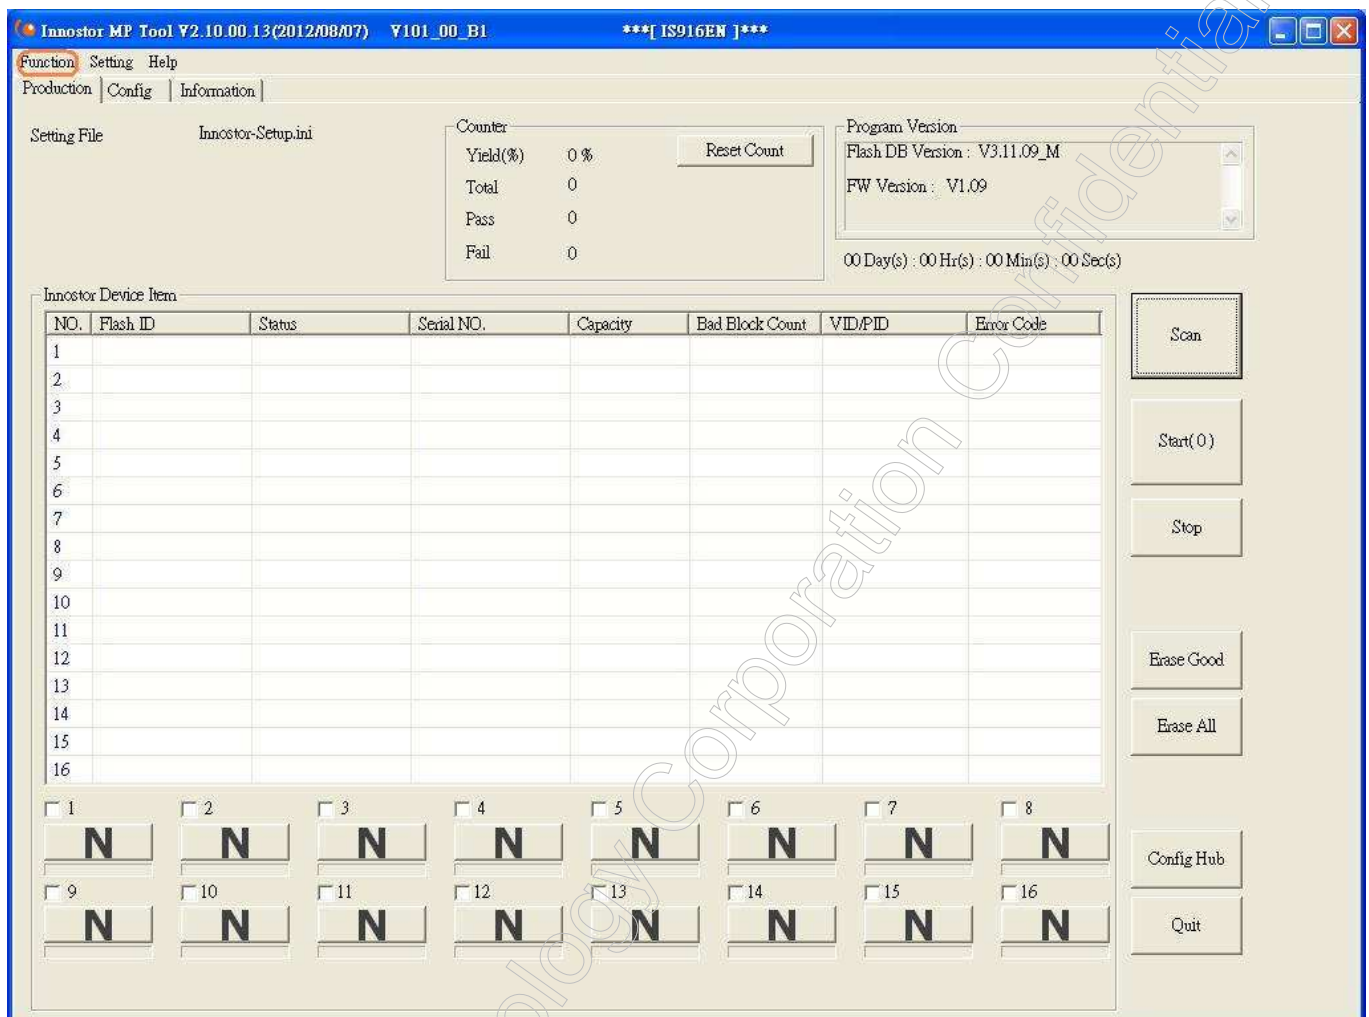 Innostor MP Tool V2.10.00.13(2012/08/07) V101_00_B1 ***[ IS916EN ]***
Function Setting Help
Production Config Information
Setting File Innostor-Setup.ini
Counter
Yield(%) 0 %
Total 0
Pass 0
Fail 0
Reset Count
Program Version
Flash DB Version : V3.11.09_M
FW Version : V1.09
00 Day(s) : 00 Hr(s) : 00 Min(s) : 00 Sec(s)
Innostor Device Item
NO. Flash ID Status Serial NO. Capacity Bad Block Count VID/PID Error Code
1
2
3
4
5
6
7
8
9
10
11
12
13
14
15
16
1 2 3 4 5 6 7 8
N N N N N N N N
9 10 11 12 13 14 15 16
N N N N N N N N
Scan
Start( 0 )
Stop
Erase Good
Erase All
Config Hub
Quit
ology Corporation Confidential